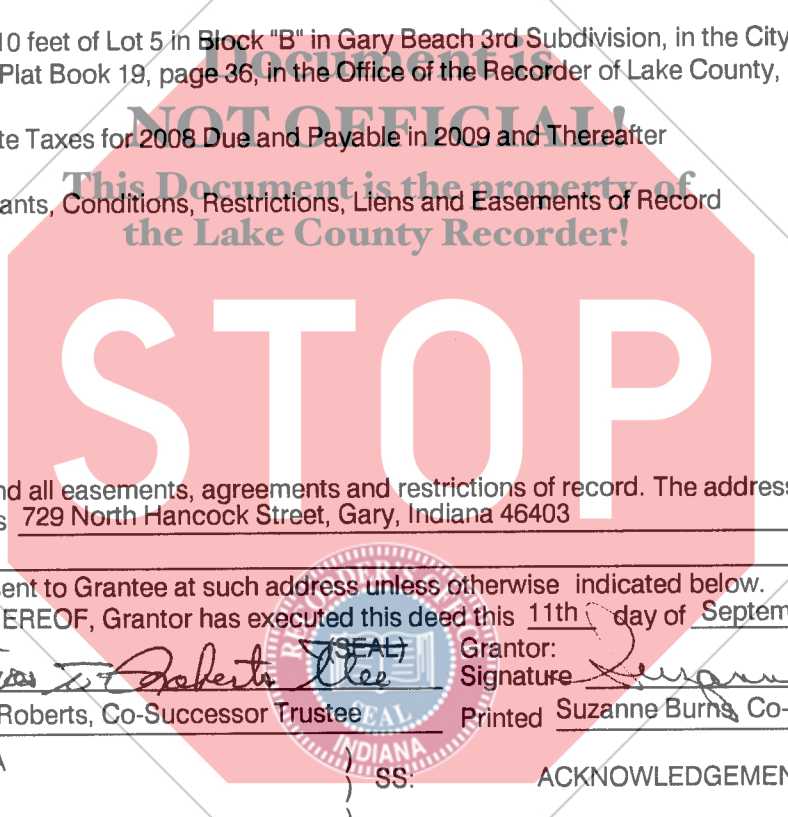 10 feet of Lot 5 in Block "B" in Gary Beach 3rd Subdivision, in the City
Document is
Plat Book 19, page 36, in the Office of the Recorder of Lake County,
NOT OFFICIAL!
te Taxes for 2008 Due and Payable in 2009 and Thereafter
This Document is the property of
ants, Conditions, Restrictions, Liens and Easements of Record
the Lake County Recorder!
STOP
nd all easements, agreements and restrictions of record. The address
s 729 North Hancock Street, Gary, Indiana 46403
ent to Grantee at such address unless otherwise indicated below.
EREOF, Grantor has executed this deed this 11th day of Septem
(SEAL) Grantor:
Roberts Signature
Roberts, Co-Successor Trustee Printed Suzanne Burns, Co-
SEAL
INDIANA
A
) SS: ACKNOWLEDGEMEN
)